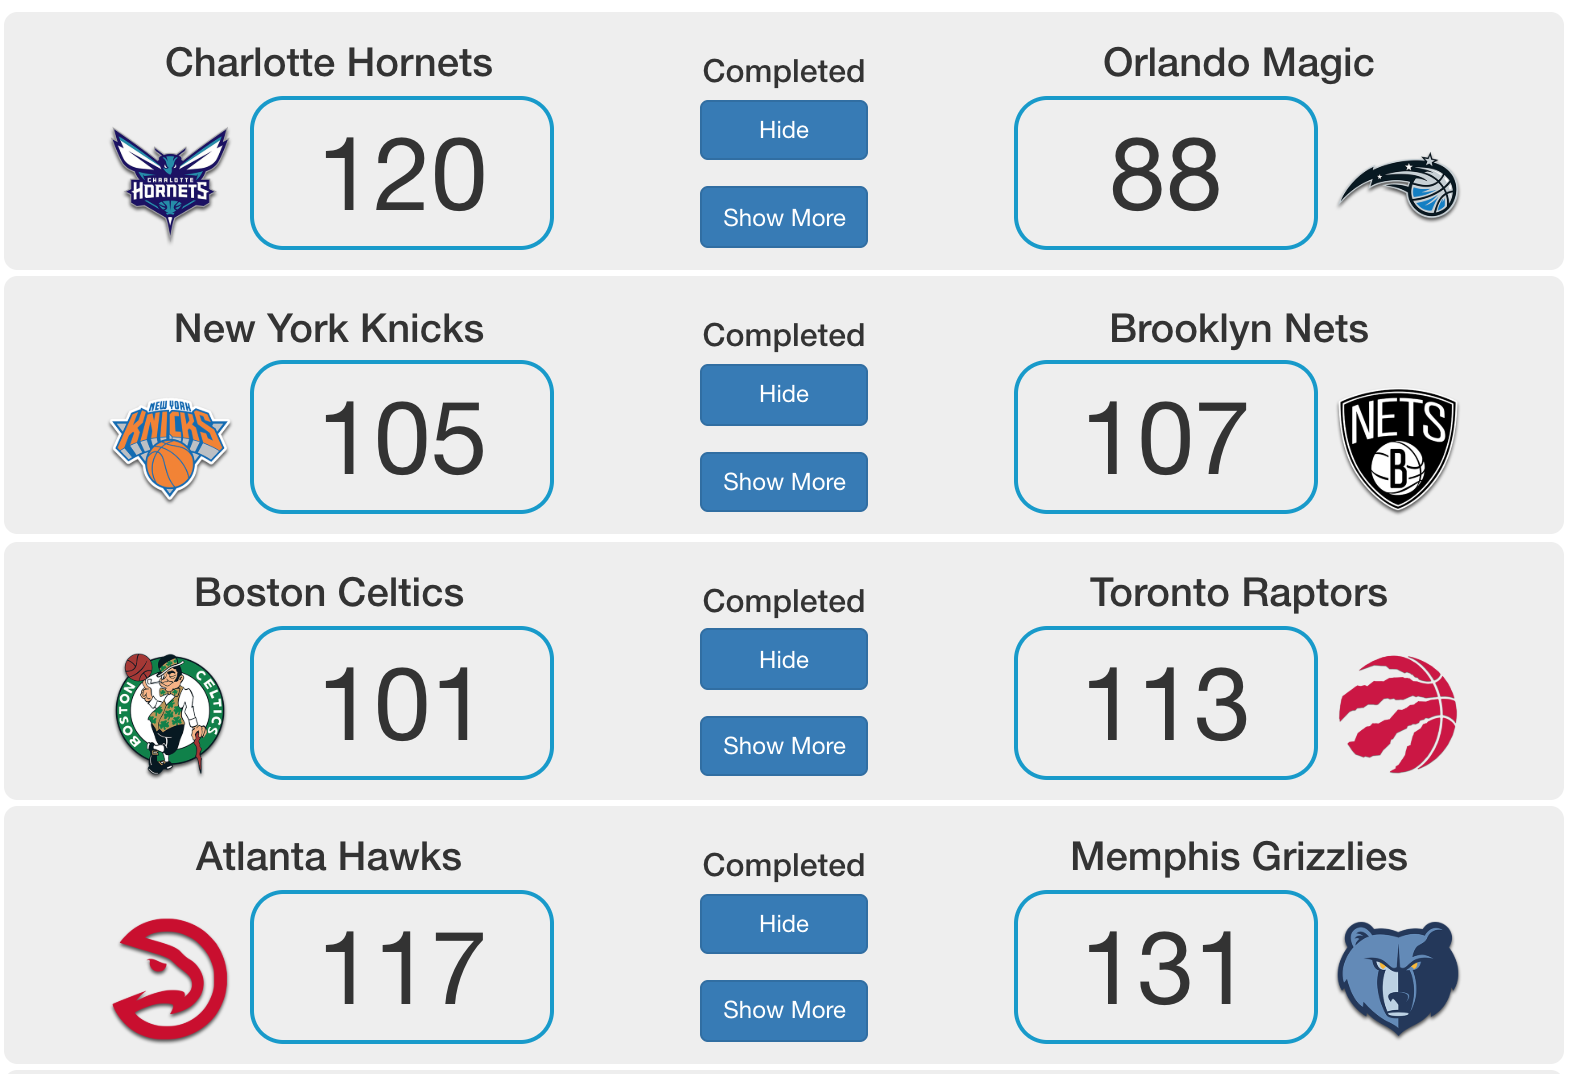 Charlotte Hornets
Completed
Orlando Magic
CHARLOTTE
HORNETS
120
Hide
Show More
88
New York Knicks
Completed
Brooklyn Nets
NEW YORK
KNICKS
105
Hide
Show More
107
NETS
B
Boston Celtics
Completed
Toronto Raptors
BOSTON CELTICS
101
Hide
Show More
113
Atlanta Hawks
Completed
Memphis Grizzlies
117
Hide
Show More
131